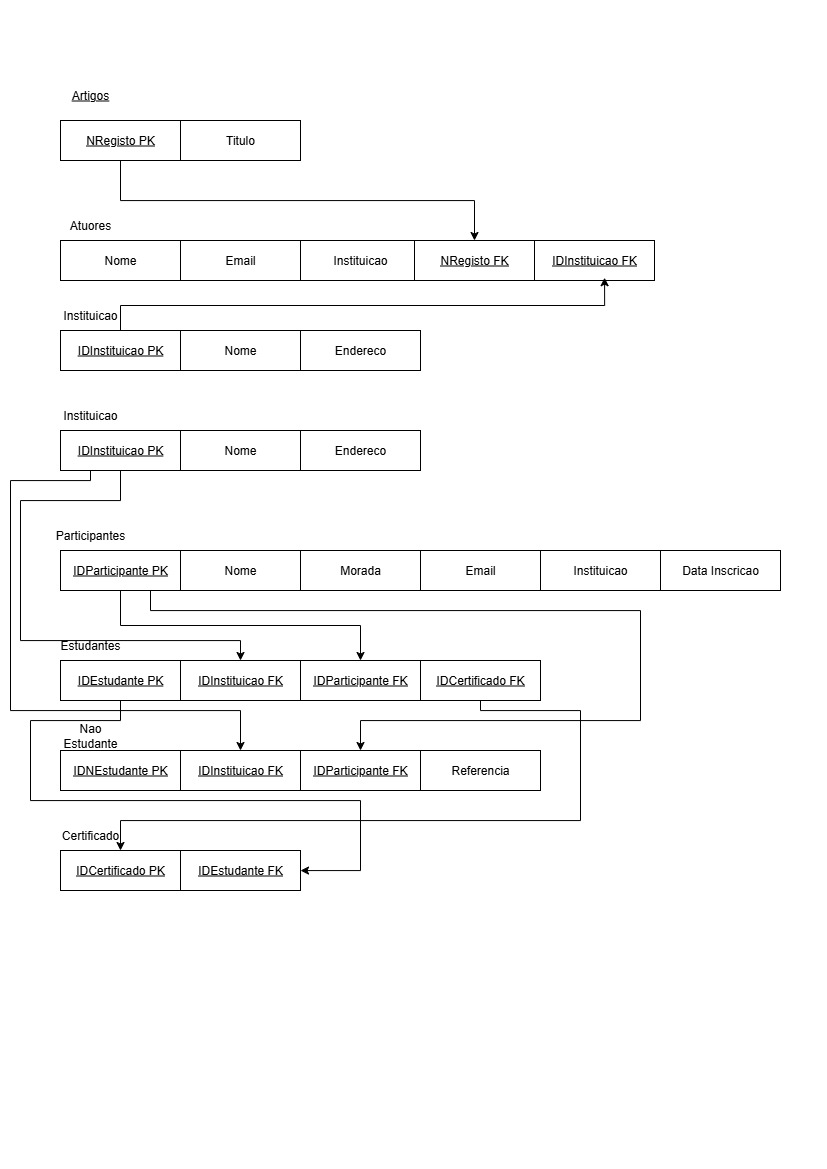 Artigos
NRegisto PK Titulo
Atuores
Nome Email Instituicao NRegisto FK IDInstituicao FK
Instituicao
IDInstituicao PK Nome Endereco
Instituicao
IDInstituicao PK Nome Endereco
Participantes
IDParticipante PK Nome Morada Email Instituicao Data Inscricao
Estudantes
IDEstudante PK IDInstituicao FK IDParticipante FK IDCertificado FK
Nao
Estudante
IDNEstudante PK IDInstituicao FK IDParticipante FK Referencia
Certificado
IDCertificado PK IDEstudante FK